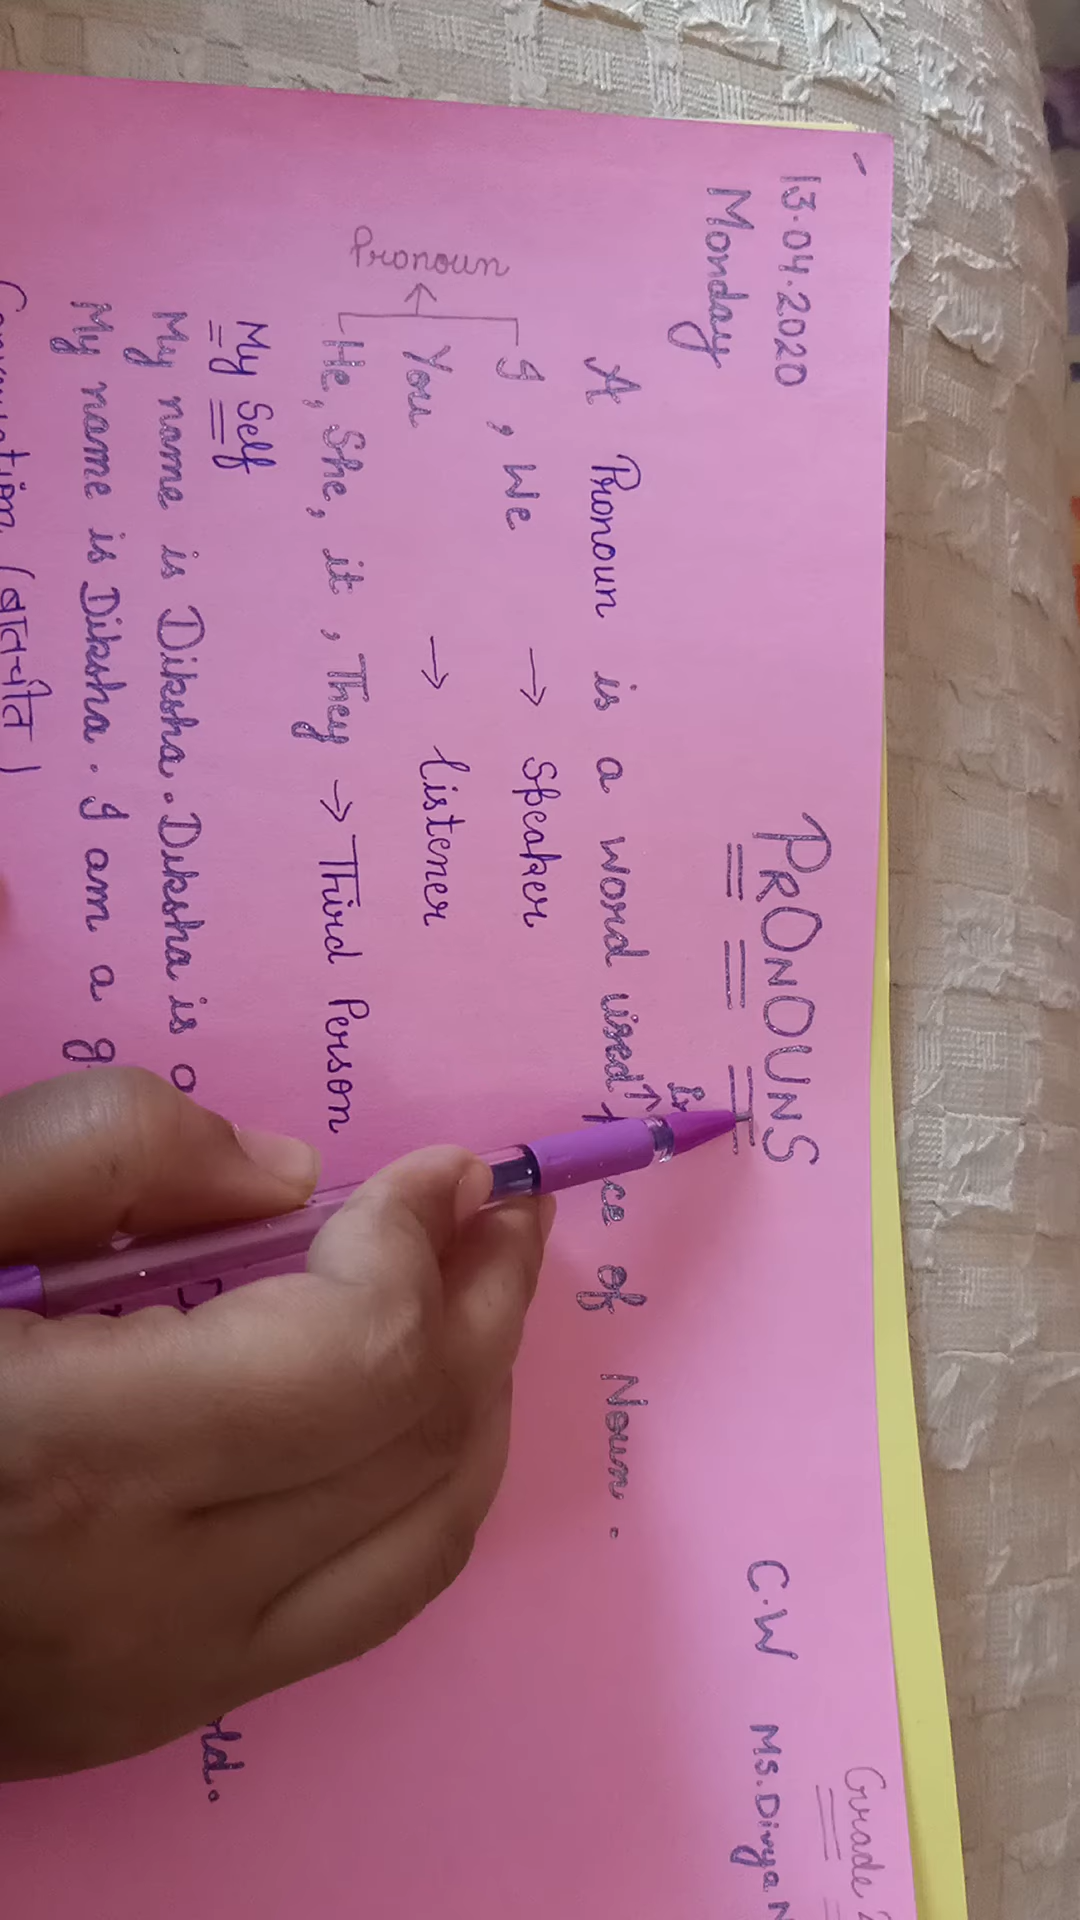 Grade
13.04.2020 PRONOUNS C.W Ms.Divya
Monday
A Pronoun is a word used of Noun.
I, We → Speaker
You → listener
He, She, it, They → Third Person
Pronoun
My Self
My name is Diksha. Diksha is
My name is Diksha. I am a
(बातचीत)